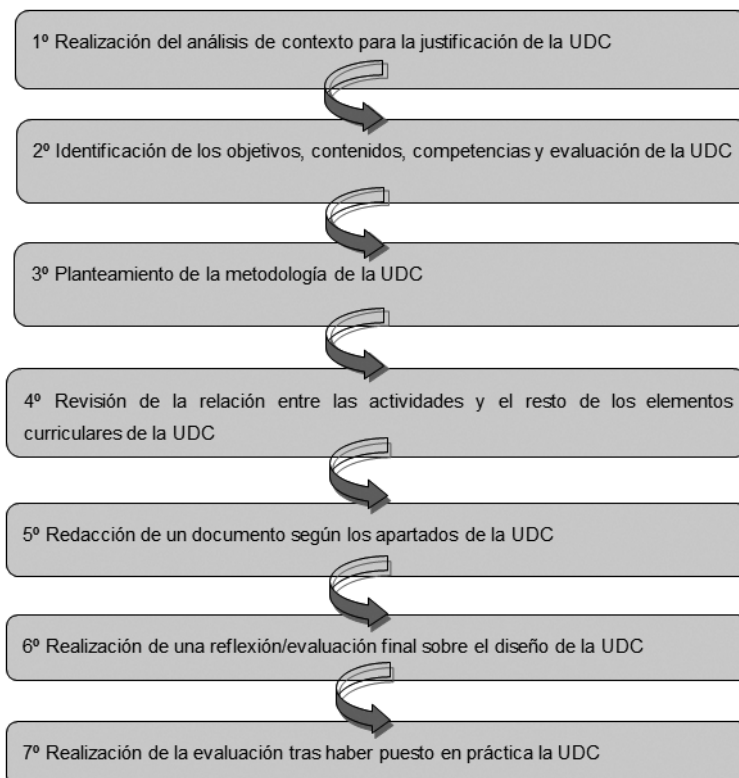 1º Realización del análisis de contexto para la justificación de la UDC
2º Identificación de los objetivos, contenidos, competencias y evaluación de la UDC
3º Planteamiento de la metodología de la UDC
4º Revisión de la relación entre las actividades y el resto de los elementos
curriculares de la UDC
5º Redacción de un documento según los apartados de la UDC
6º Realización de una reflexión/evaluación final sobre el diseño de la UDC
7º Realización de la evaluación tras haber puesto en práctica la UDC